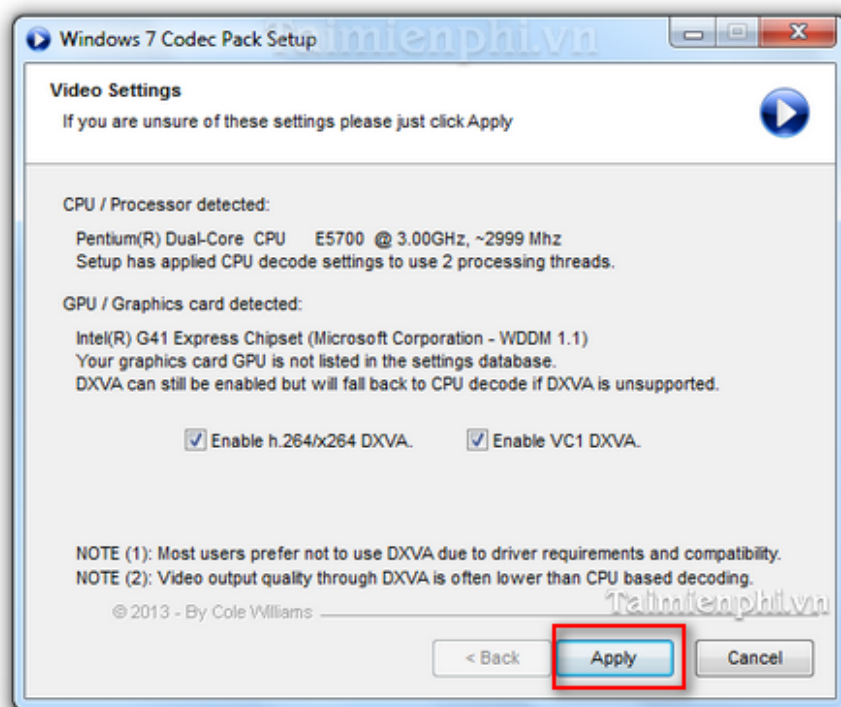 Windows 7 Codec Pack Setup
Taimienphi.vn
Video Settings
If you are unsure of these settings please just click Apply
CPU / Processor detected:
Pentium(R) Dual-Core CPU E5700 @ 3.00GHz, ~2999 Mhz
Setup has applied CPU decode settings to use 2 processing threads.
GPU / Graphics card detected:
Intel(R) G41 Express Chipset (Microsoft Corporation - WDDM 1.1)
Your graphics card GPU is not listed in the settings database.
DXVA can still be enabled but will fall back to CPU decode if DXVA is unsupported.
Enable h.264/x264 DXVA. Enable VC1 DXVA.
NOTE (1): Most users prefer not to use DXVA due to driver requirements and compatibility.
NOTE (2): Video output quality through DXVA is often lower than CPU based decoding.
Taimienphi.vn
© 2013 - By Cole Williams
< Back Apply Cancel